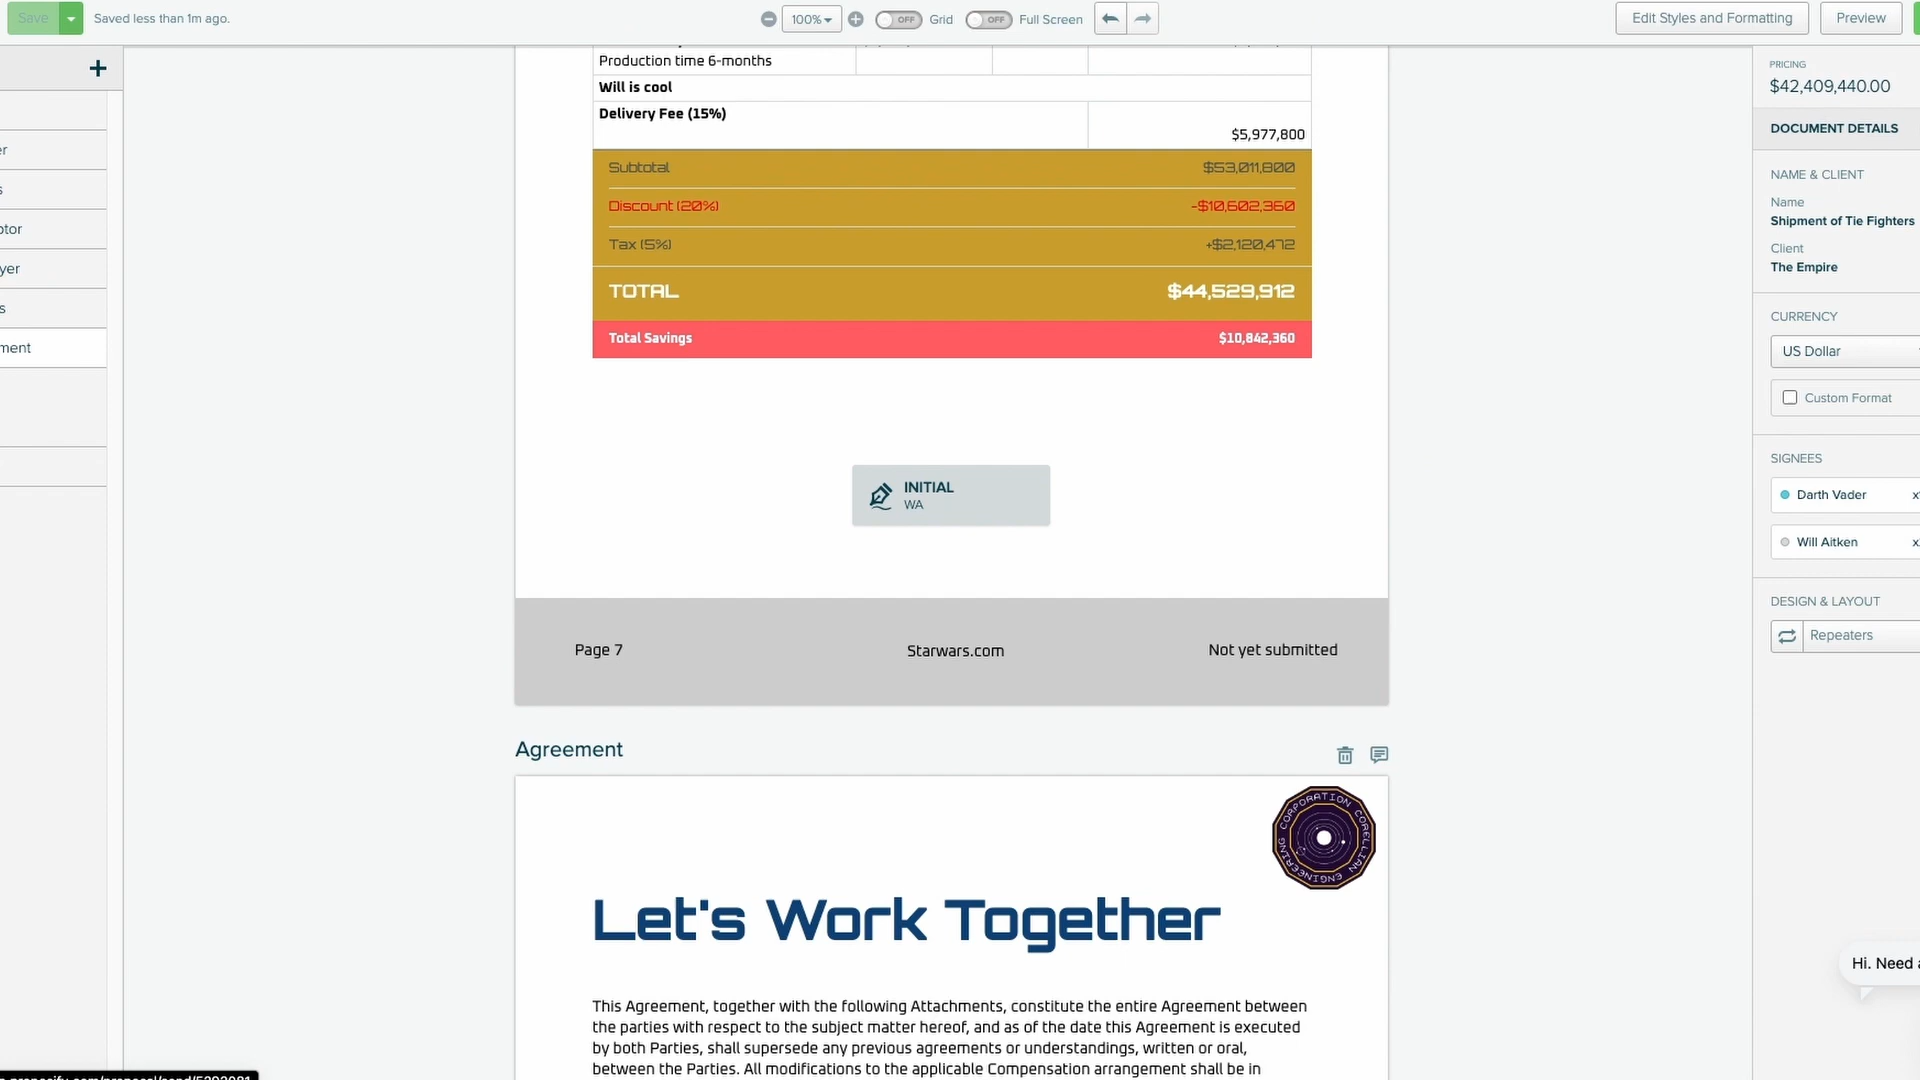 Save
Saved less than 1m ago.
100%
OFF
Grid
OFF
Full Screen
Edit Styles and Formatting
Preview
Production time 6-months
Will is cool
Delivery Fee (15%)
$5,977,800
Subtotal
$53,011,800
Discount (20%)
-$10,602,360
Tax (5%)
+$2,120,472
TOTAL
$44,529,912
Total Savings
$10,842,360
INITIAL
WA
Page 7
Starwars.com
Not yet submitted
Agreement
CORELLIAN ENGINEERING CORPORATION
Let's Work Together
This Agreement, together with the following Attachments, constitute the entire Agreement between
the parties with respect to the subject matter hereof, and as of the date this Agreement is executed
by both Parties, shall supersede any previous agreements or understandings, written or oral,
between the Parties. All modifications to the applicable Compensation arrangement shall be in
PRICING
$42,409,440.00
DOCUMENT DETAILS
NAME & CLIENT
Name
Shipment of Tie Fighters
Client
The Empire
CURRENCY
US Dollar
Custom Format
SIGNEES
Darth Vader
Will Aitken
DESIGN & LAYOUT
Repeaters
Hi. Need